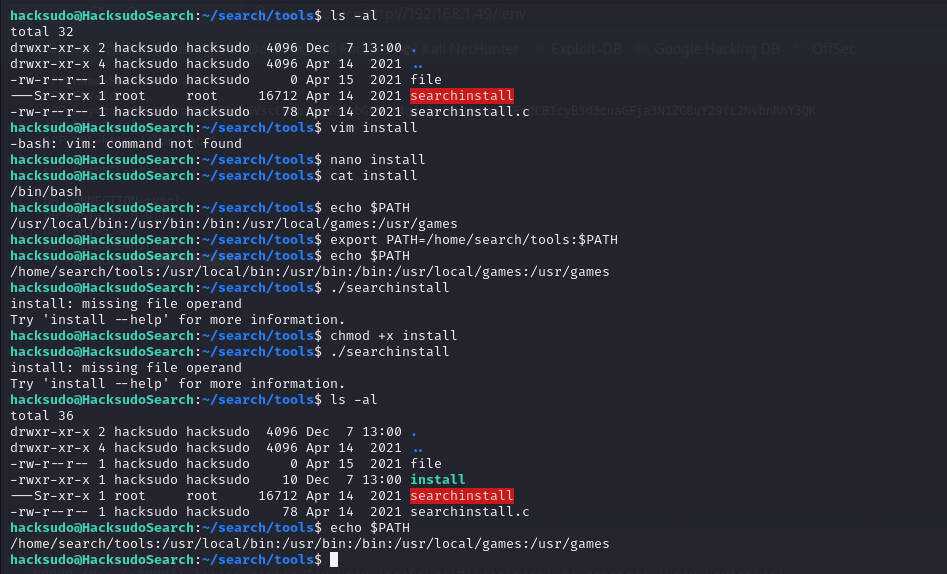 hacksudo@HacksudoSearch:~/search/tools$ ls -al
total 32
drwxr-xr-x 2 hacksudo hacksudo  4096 Dec  7 13:00 .
drwxr-xr-x 4 hacksudo hacksudo  4096 Apr 14  2021 ..
-rw-r--r-- 1 hacksudo hacksudo     0 Apr 15  2021 file
---Sr-xr-x 1 root     root     16712 Apr 14  2021 searchinstall
-rw-r--r-- 1 hacksudo hacksudo    78 Apr 14  2021 searchinstall.c
hacksudo@HacksudoSearch:~/search/tools$ vim install
-bash: vim: command not found
hacksudo@HacksudoSearch:~/search/tools$ nano install
hacksudo@HacksudoSearch:~/search/tools$ cat install
/bin/bash
hacksudo@HacksudoSearch:~/search/tools$ echo $PATH
/usr/local/bin:/usr/bin:/bin:/usr/local/games:/usr/games
hacksudo@HacksudoSearch:~/search/tools$ export PATH=/home/search/tools:$PATH
hacksudo@HacksudoSearch:~/search/tools$ echo $PATH
/home/search/tools:/usr/local/bin:/usr/bin:/bin:/usr/local/games:/usr/games
hacksudo@HacksudoSearch:~/search/tools$ ./searchinstall
install: missing file operand
Try 'install --help' for more information.
hacksudo@HacksudoSearch:~/search/tools$ chmod +x install
hacksudo@HacksudoSearch:~/search/tools$ ./searchinstall
install: missing file operand
Try 'install --help' for more information.
hacksudo@HacksudoSearch:~/search/tools$ ls -al
total 36
drwxr-xr-x 2 hacksudo hacksudo  4096 Dec  7 13:00 .
drwxr-xr-x 4 hacksudo hacksudo  4096 Apr 14  2021 ..
-rw-r--r-- 1 hacksudo hacksudo     0 Apr 15  2021 file
-rwxr-xr-x 1 hacksudo hacksudo    10 Dec  7 13:00 install
---Sr-xr-x 1 root     root     16712 Apr 14  2021 searchinstall
-rw-r--r-- 1 hacksudo hacksudo    78 Apr 14  2021 searchinstall.c
hacksudo@HacksudoSearch:~/search/tools$ echo $PATH
/home/search/tools:/usr/local/bin:/usr/bin:/bin:/usr/local/games:/usr/games
hacksudo@HacksudoSearch:~/search/tools$